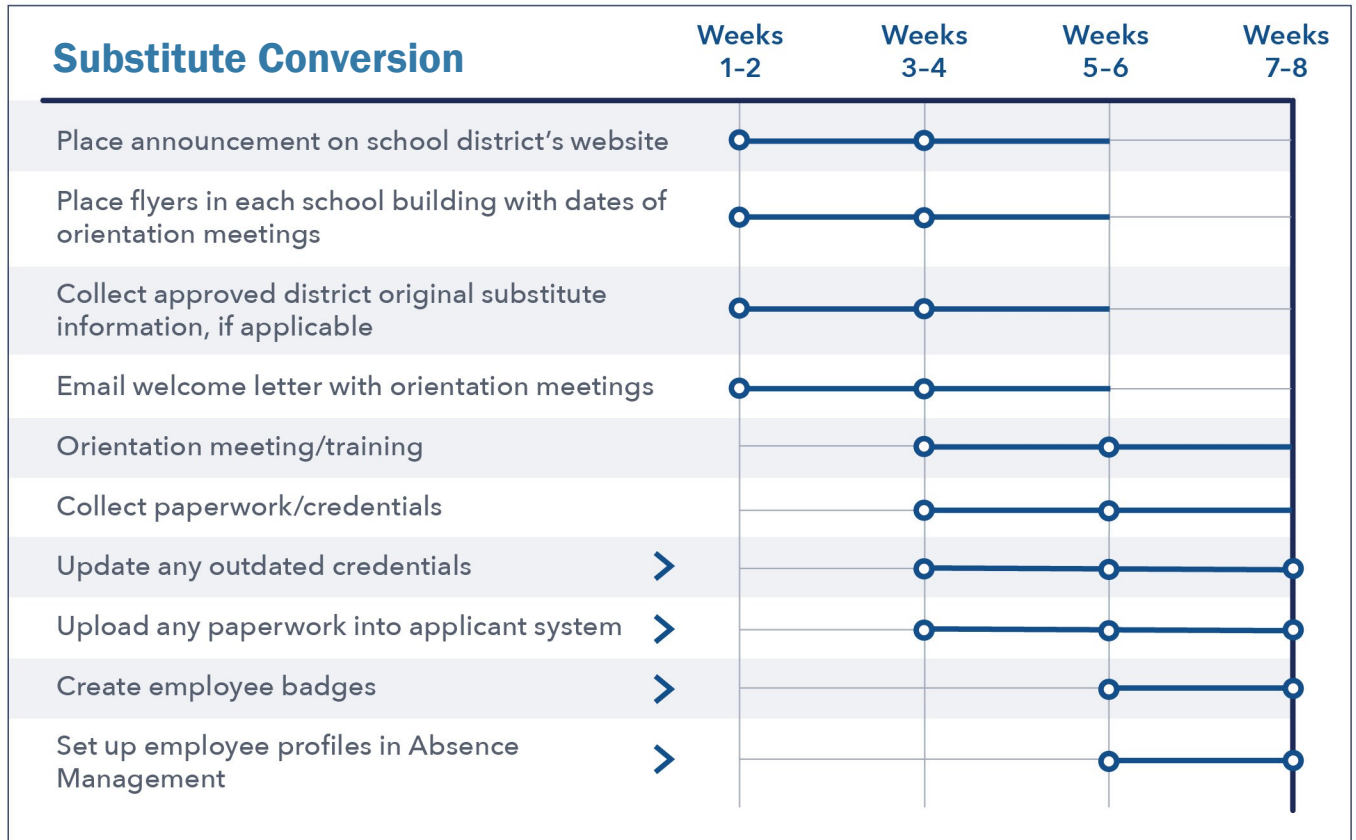 Substitute Conversion
Weeks 1–2
Weeks 3–4
Weeks 5–6
Weeks 7–8
Place announcement on school district’s website
Place flyers in each school building with dates of
orientation meetings
Collect approved district original substitute
information, if applicable
Email welcome letter with orientation meetings
Orientation meeting/training
Collect paperwork/credentials
Update any outdated credentials
Upload any paperwork into applicant system
Create employee badges
Set up employee profiles in Absence
Management